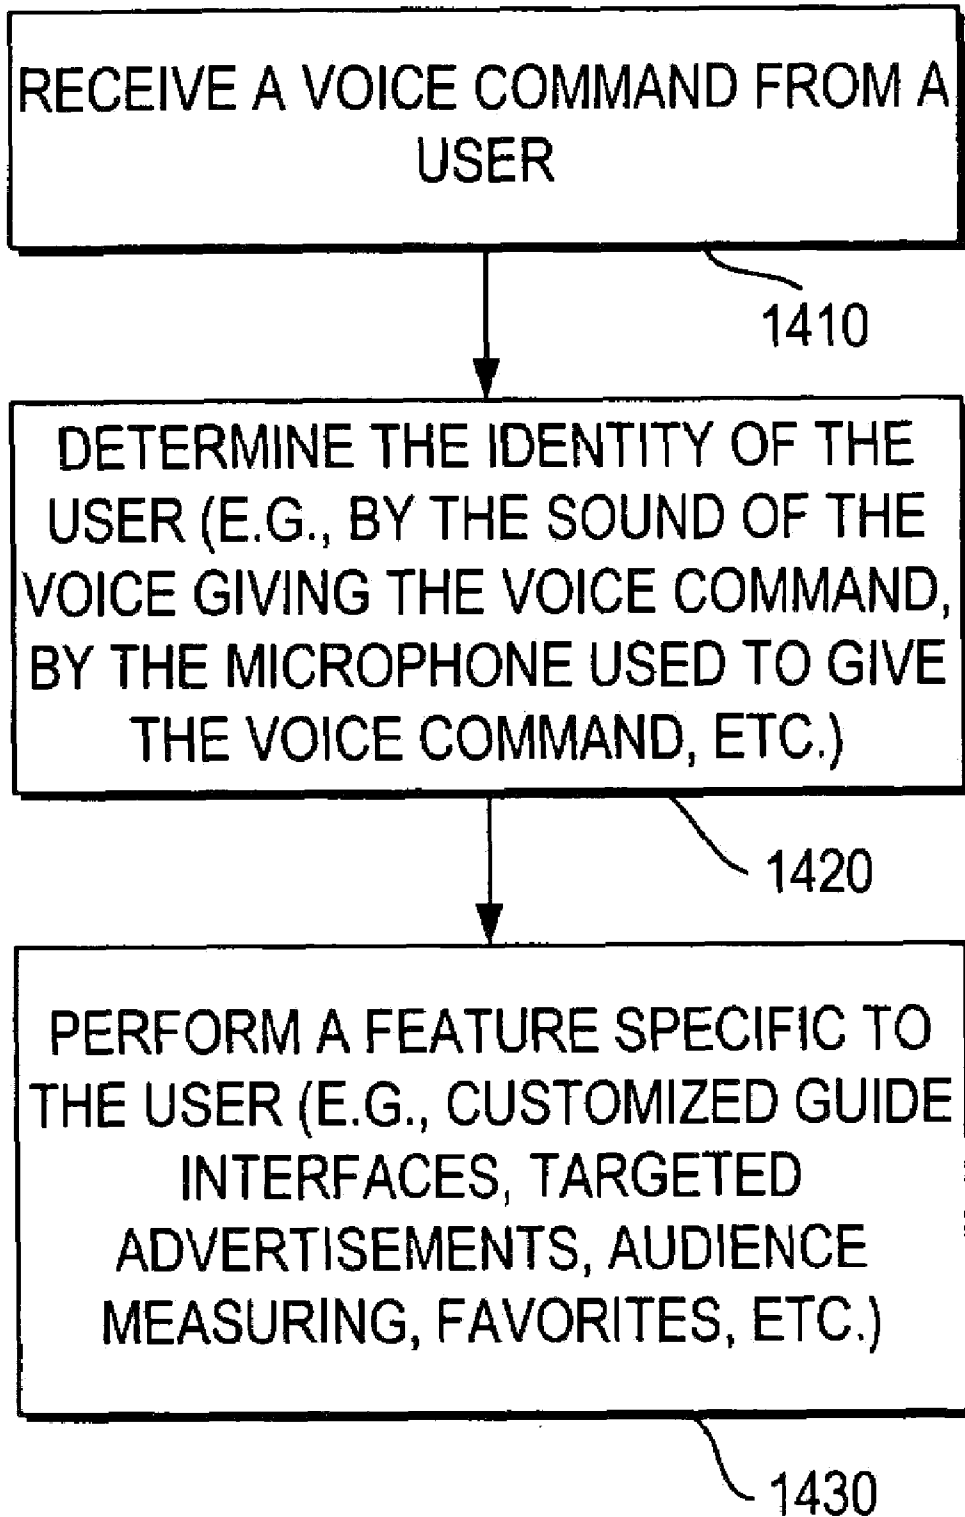 RECEIVE A VOICE COMMAND FROM A
USER
1410
DETERMINE THE IDENTITY OF THE
USER (E.G., BY THE SOUND OF THE
VOICE GIVING THE VOICE COMMAND,
BY THE MICROPHONE USED TO GIVE
THE VOICE COMMAND, ETC.)
1420
PERFORM A FEATURE SPECIFIC TO
THE USER (E.G., CUSTOMIZED GUIDE
INTERFACES, TARGETED
ADVERTISEMENTS, AUDIENCE
MEASURING, FAVORITES, ETC.)
1430